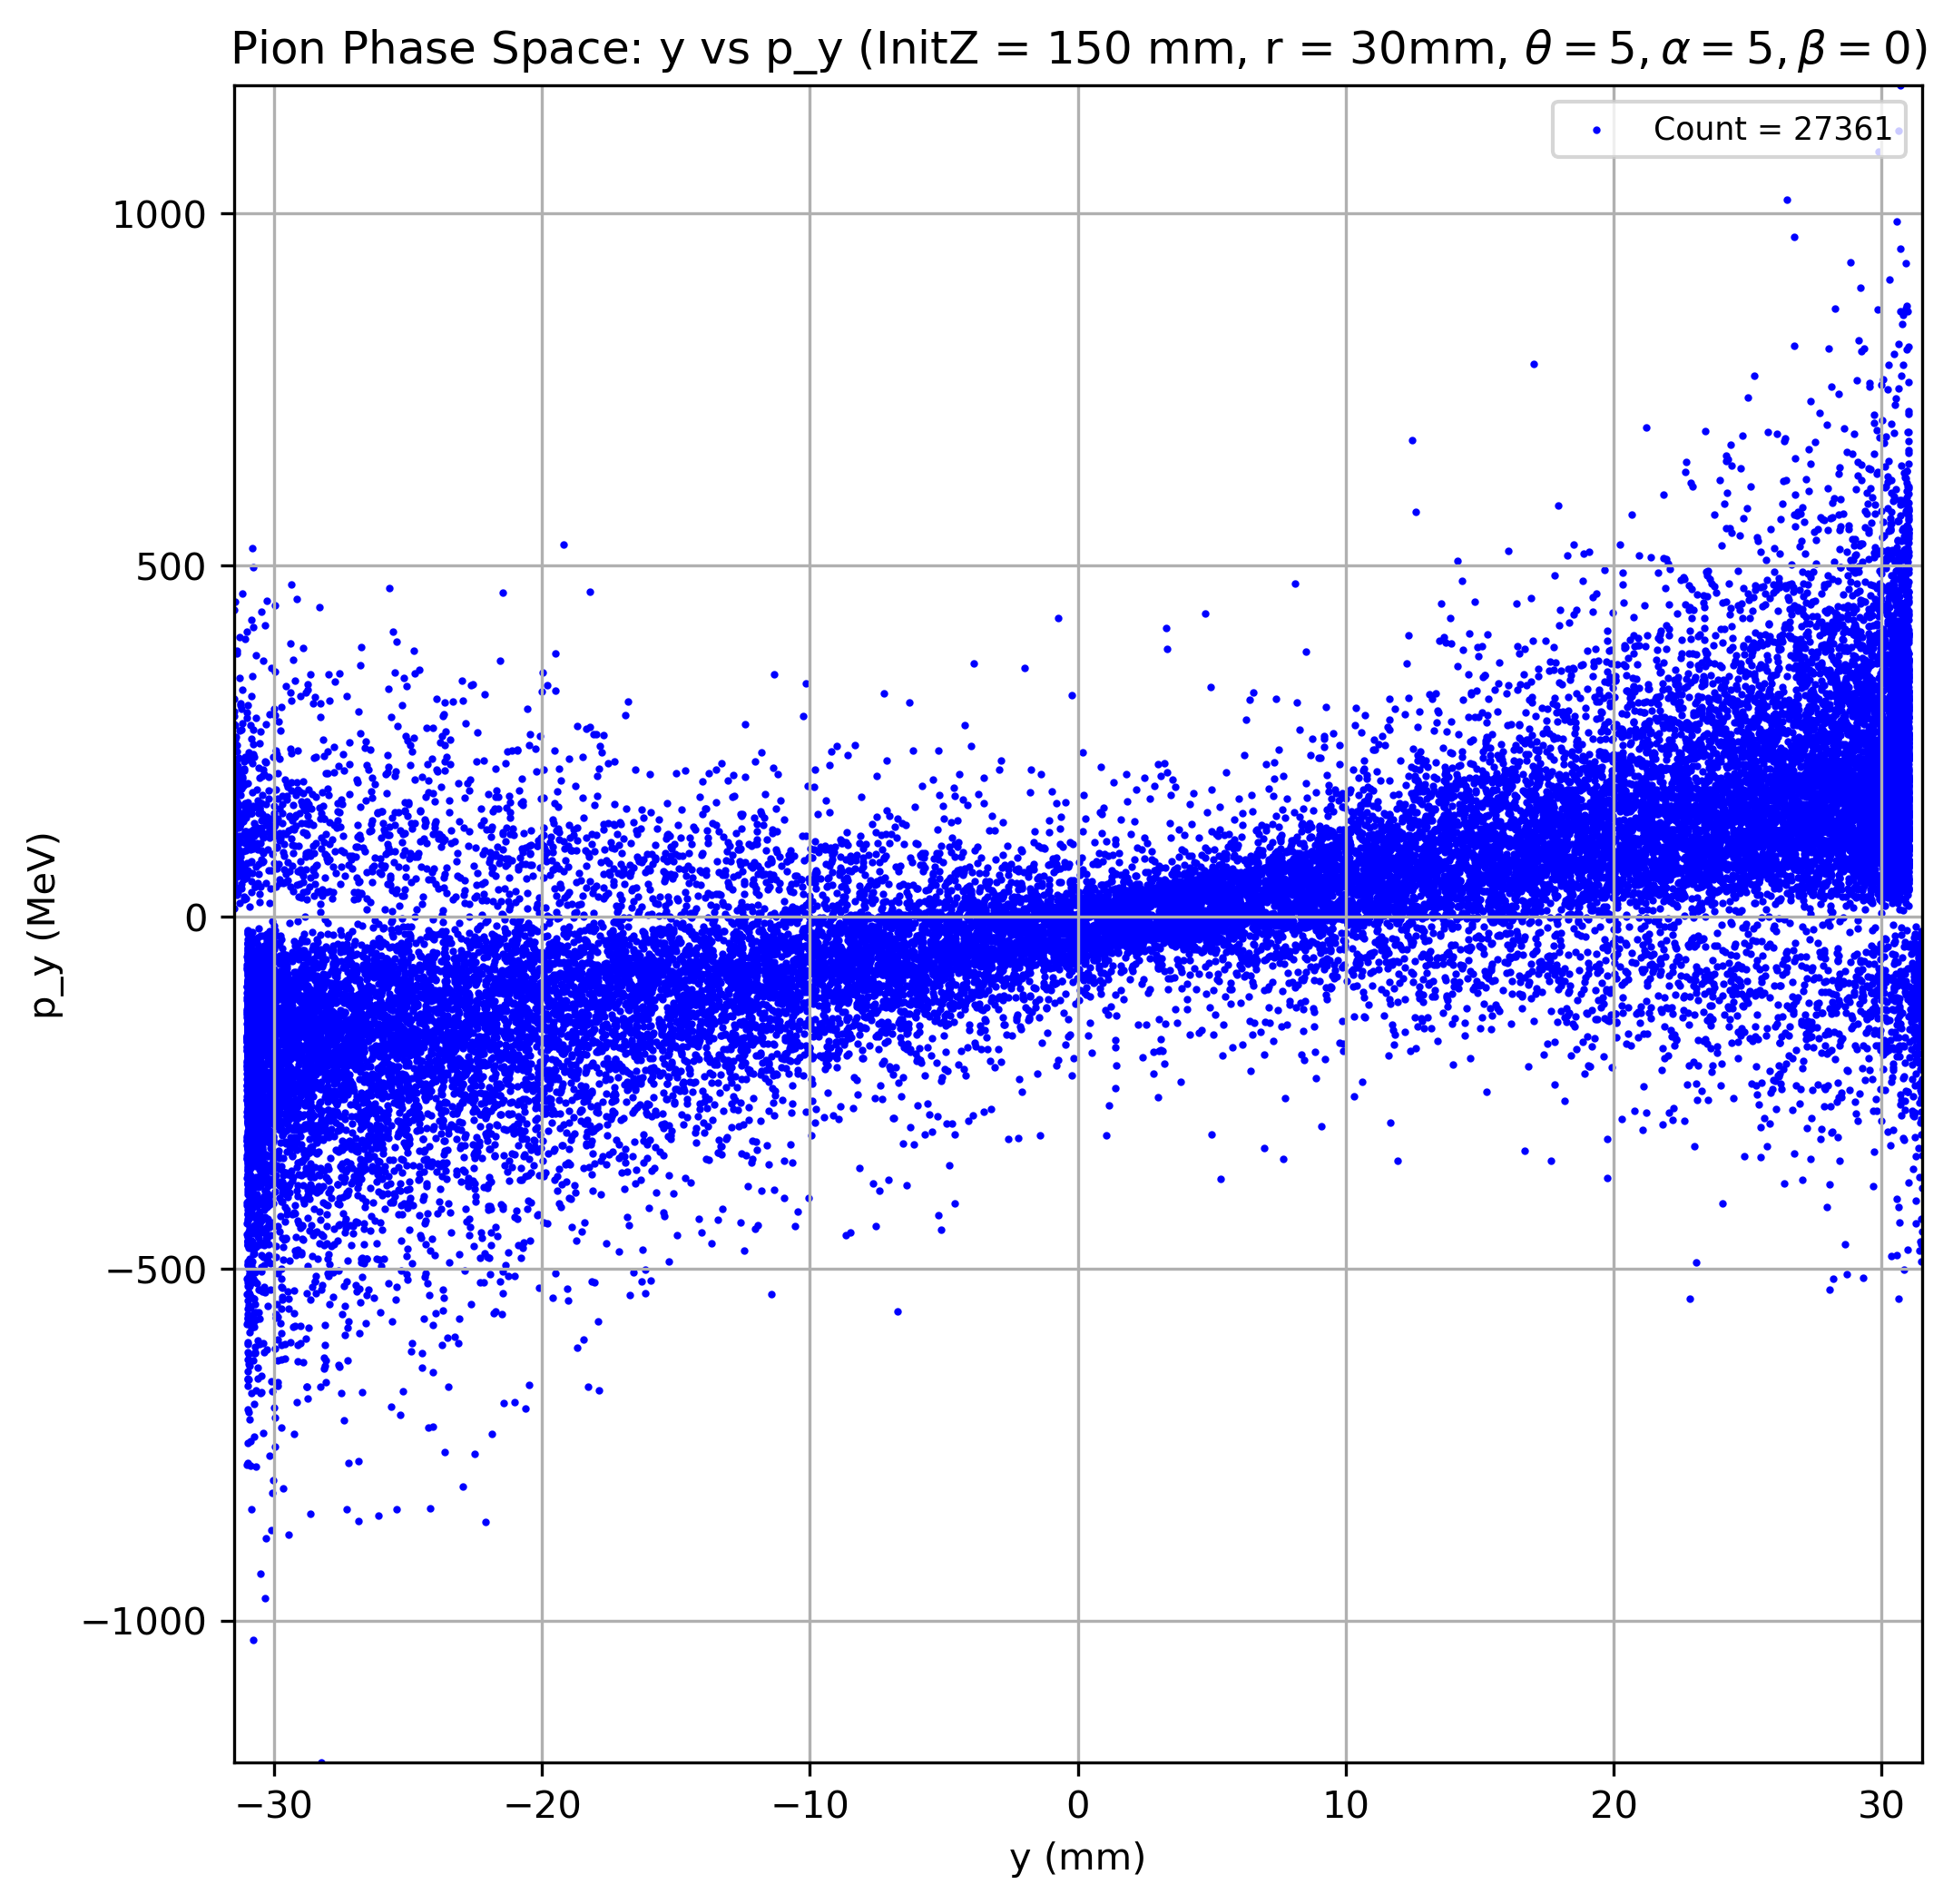 Pion Phase Space: y vs p_y (InitZ = 150 mm, r = 30mm, θ = 5, α = 5, β = 0)
Count = 27361
1000
500
0
−500
−1000
p_y (MeV)
−30 −20 −10 0 10 20 30
y (mm)